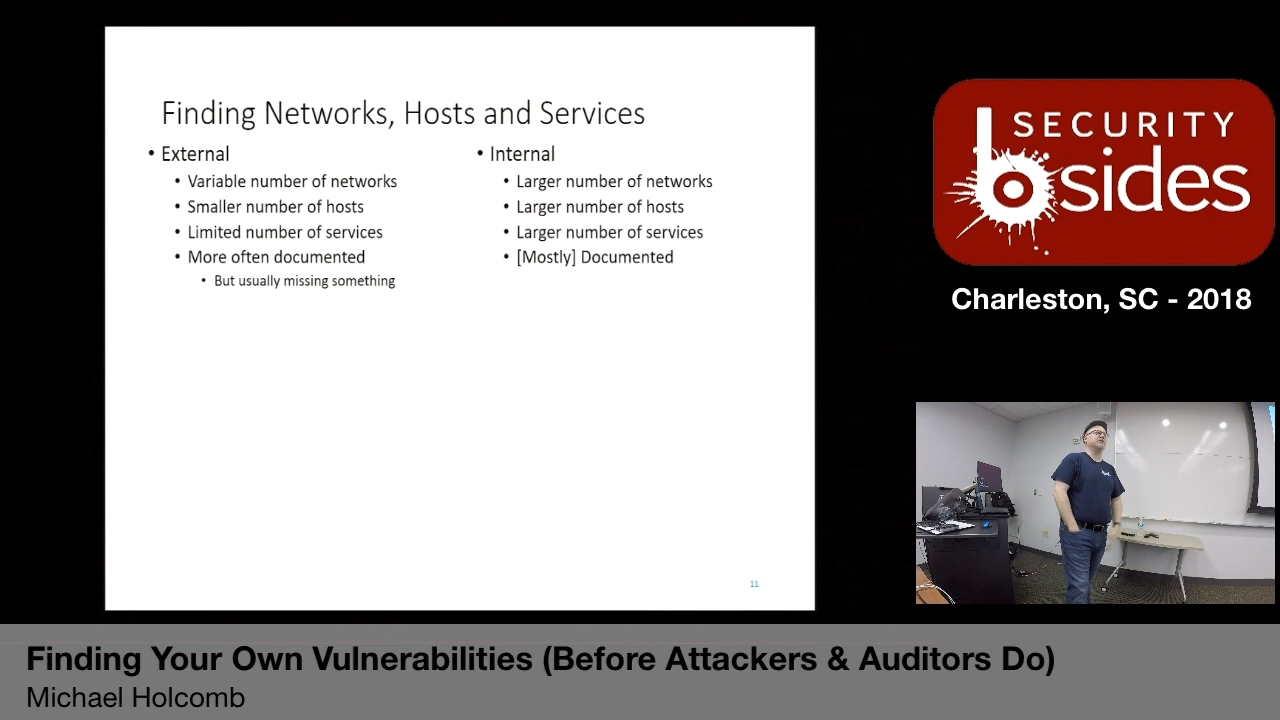 Finding Networks, Hosts and Services
• External
• Variable number of networks
• Smaller number of hosts
• Limited number of services
• More often documented
• But usually missing something
• Internal
• Larger number of networks
• Larger number of hosts
• Larger number of services
• [Mostly] Documented
11
SECURITY
bsides
Charleston, SC - 2018
Finding Your Own Vulnerabilities (Before Attackers & Auditors Do)
Michael Holcomb